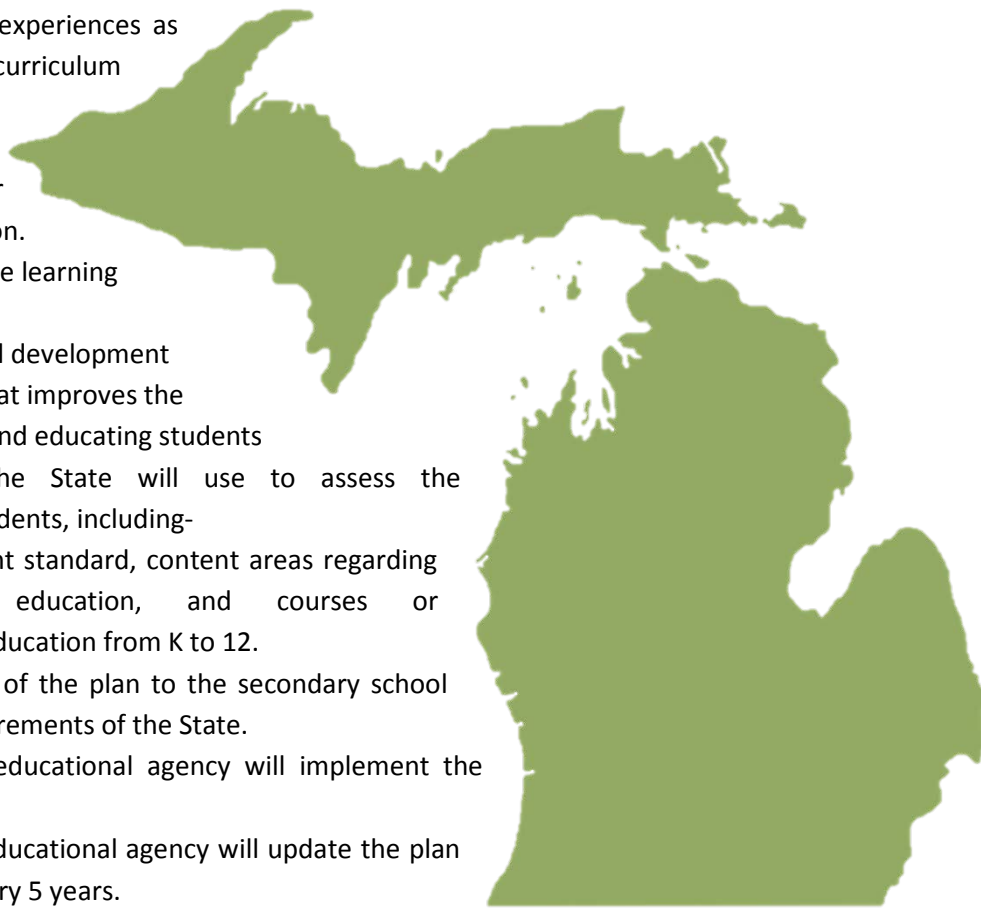 experiences as
curriculum
-
on.
e learning
d development
at improves the
nd educating students
he State will use to assess the
dents, including-
nt standard, content areas regarding
education, and courses or
ducation from K to 12.
of the plan to the secondary school
rements of the State.
educational agency will implement the
ducational agency will update the plan
ry 5 years.